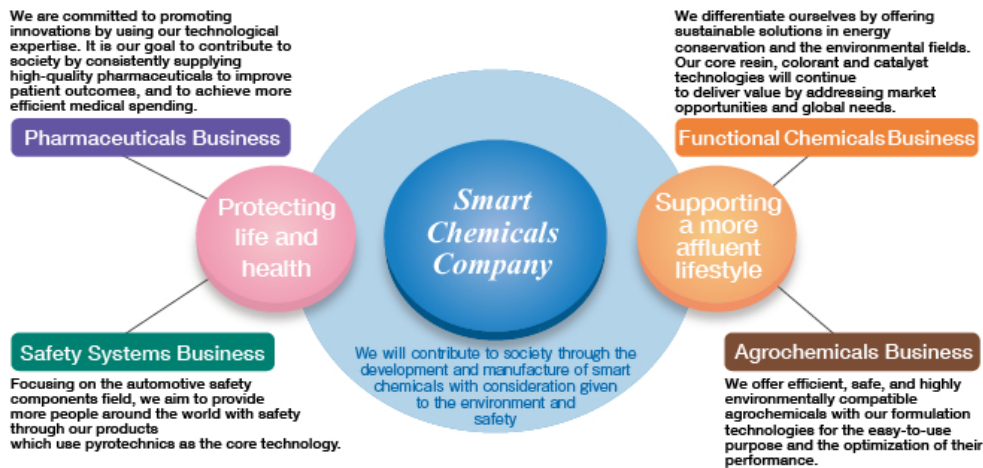 We are committed to promoting
innovations by using our technological
expertise. It is our goal to contribute to
society by consistently supplying
high-quality pharmaceuticals to improve
patient outcomes, and to achieve more
efficient medical spending.
Pharmaceuticals Business
We differentiate ourselves by offering
sustainable solutions in energy
conservation and the environmental fields.
Our core resin, colorant and catalyst
technologies will continue
to deliver value by addressing market
opportunities and global needs.
Functional Chemicals Business
Protecting
life and
health
Smart
Chemicals
Company
Supporting
a more
affluent
lifestyle
Safety Systems Business
Focusing on the automotive safety
components field, we aim to provide
more people around the world with safety
through our products
which use pyrotechnics as the core technology.
We will contribute to society through the
development and manufacture of smart
chemicals with consideration given
to the environment and
safety
Agrochemicals Business
We offer efficient, safe, and highly
environmentally compatible
agrochemicals with our formulation
technologies for the easy-to-use
purpose and the optimization of their
performance.